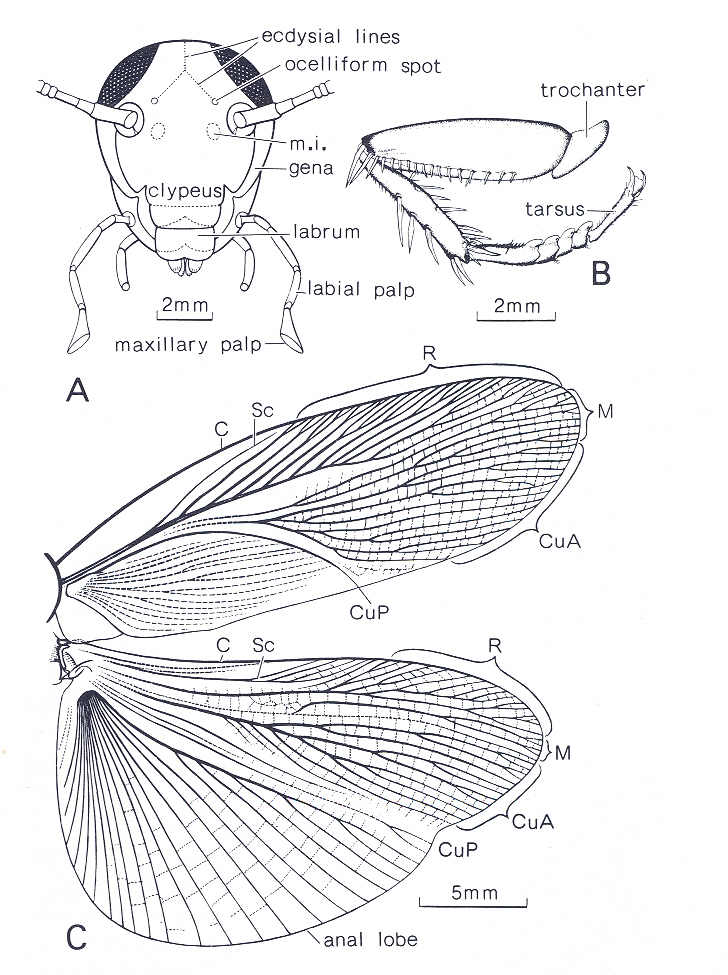 ecdysial lines
ocelliform spot
m.i.
gena
clypeus
labrum
labial palp
2mm
maxillary palp
A
trochanter
tarsus
B
2mm
R
M
Sc
C
CuA
CuP
C
Sc
R
M
CuA
CuP
5mm
anal lobe
C